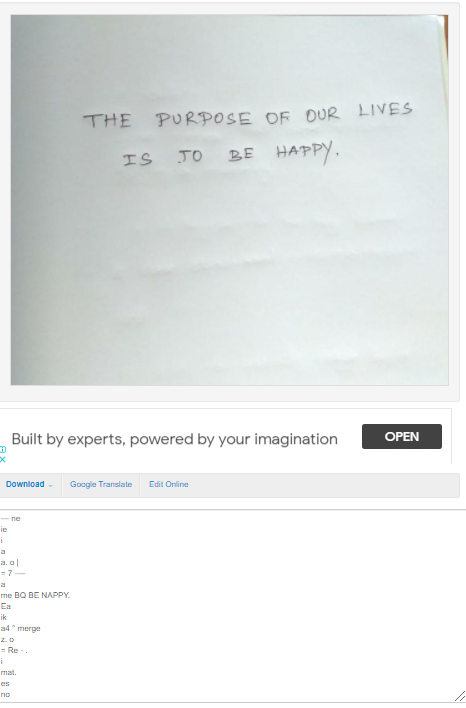 THE PURPOSE OF OUR LIVES
IS TO BE HAPPY.
Built by experts, powered by your imagination
OPEN
Download
Google Translate
Edit Online
— ne
ie
i
a
a. o |
= 7 —
a
me BQ BE NAPPY.
Ea
ik
a4 " merge
z. o
= Re - .
i
mat.
es
no